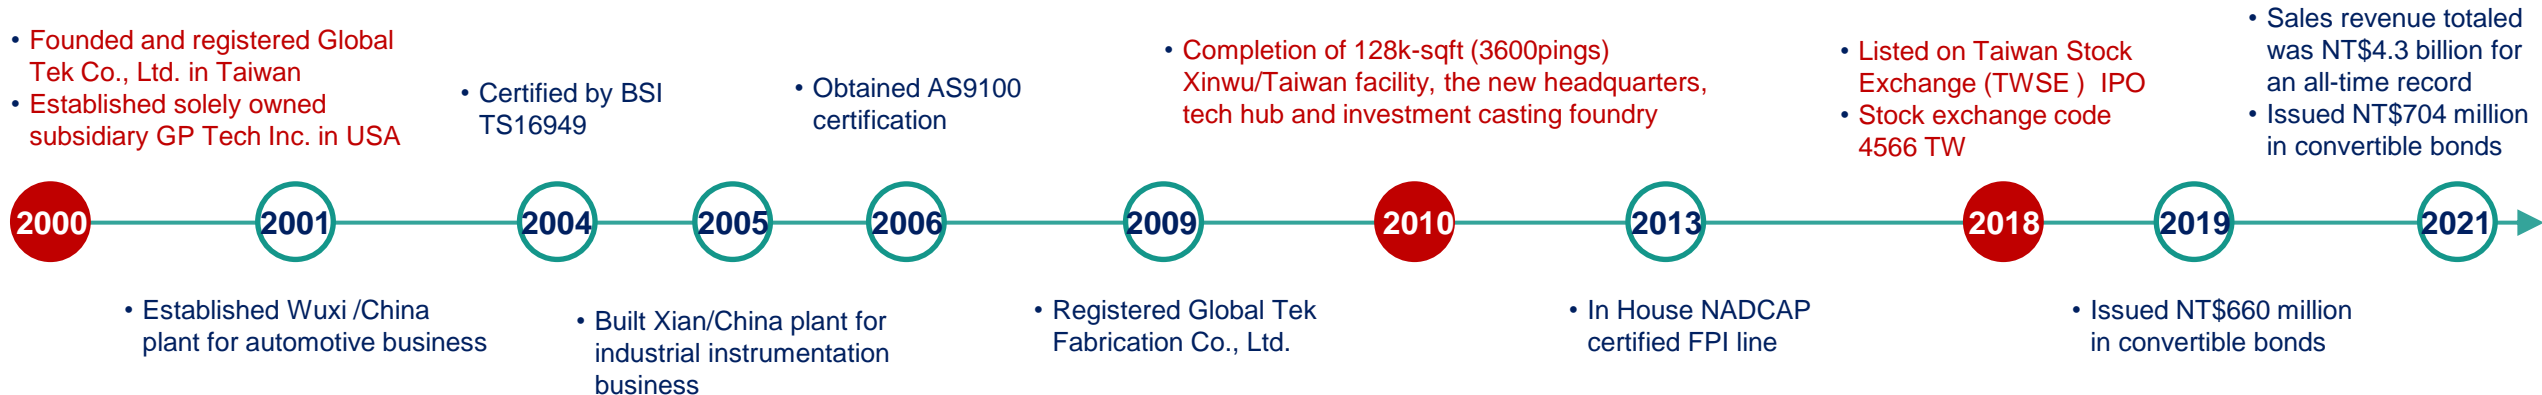 • Founded and registered Global
Tek Co., Ltd. in Taiwan
• Established solely owned
subsidiary GP Tech Inc. in USA
• Certified by BSI
TS16949
• Obtained AS9100
certification
• Completion of 128k-sqft (3600pings)
Xinwu/Taiwan facility, the new headquarters,
tech hub and investment casting foundry
• Listed on Taiwan Stock
Exchange (TWSE ) IPO
• Stock exchange code
4566 TW
• Sales revenue totaled
was NT$4.3 billion for
an all-time record
• Issued NT$704 million
in convertible bonds
2000
2001
2004
2005
2006
2009
2010
2013
2018
2019
2021
• Established Wuxi /China
plant for automotive business
• Built Xian/China plant for
industrial instrumentation
business
• Registered Global Tek
Fabrication Co., Ltd.
• In House NADCAP
certified FPI line
• Issued NT$660 million
in convertible bonds